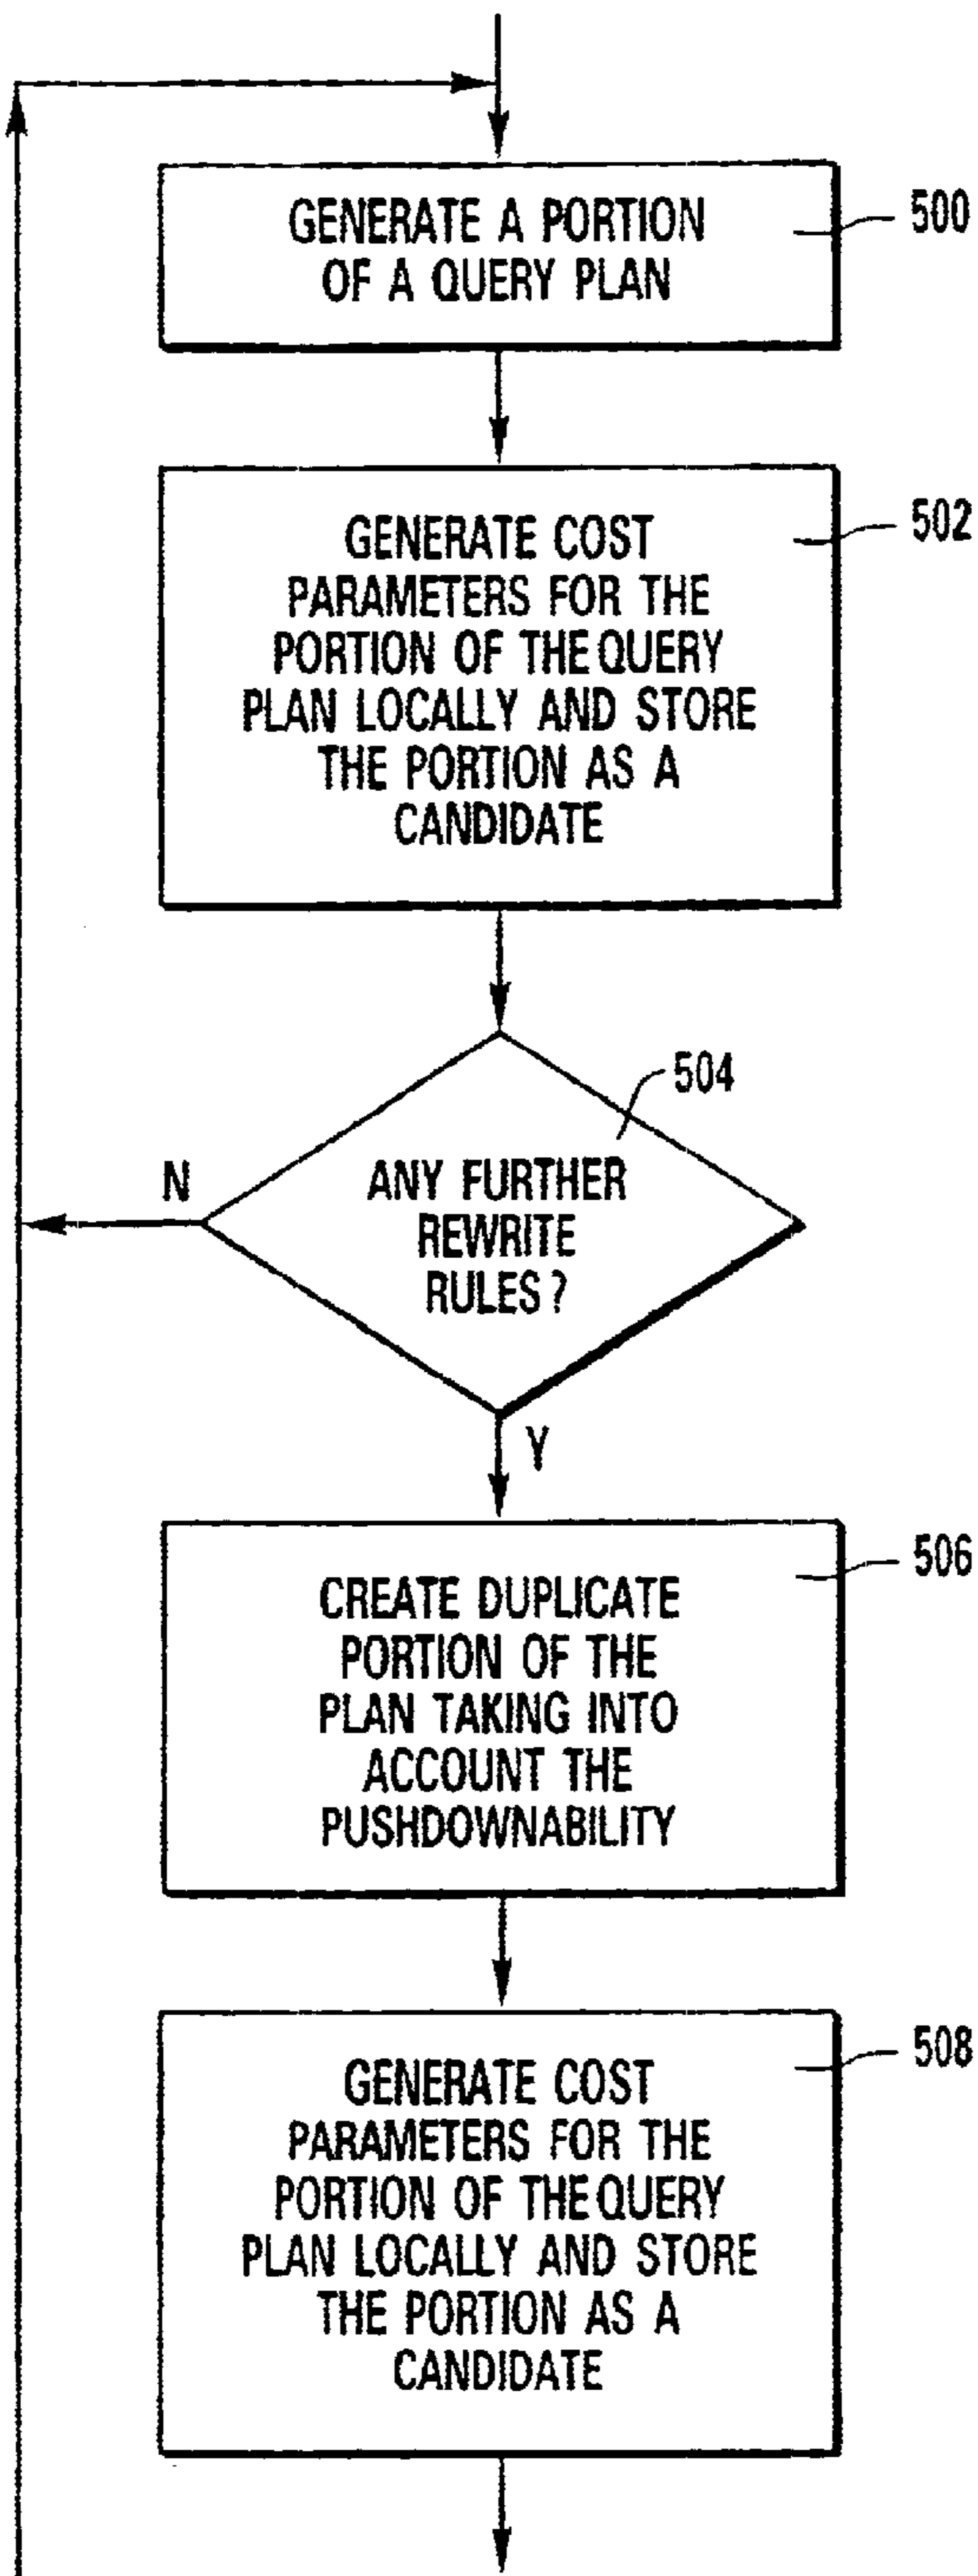 GENERATE A PORTION
OF A QUERY PLAN
500
GENERATE COST
PARAMETERS FOR THE
PORTION OF THE QUERY
PLAN LOCALLY AND STORE
THE PORTION AS A
CANDIDATE
502
504
N
ANY FURTHER
REWRITE
RULES?
Y
CREATE DUPLICATE
PORTION OF THE
PLAN TAKING INTO
ACCOUNT THE
PUSHDOWNABILITY
506
GENERATE COST
PARAMETERS FOR THE
PORTION OF THE QUERY
PLAN LOCALLY AND STORE
THE PORTION AS A
CANDIDATE
508